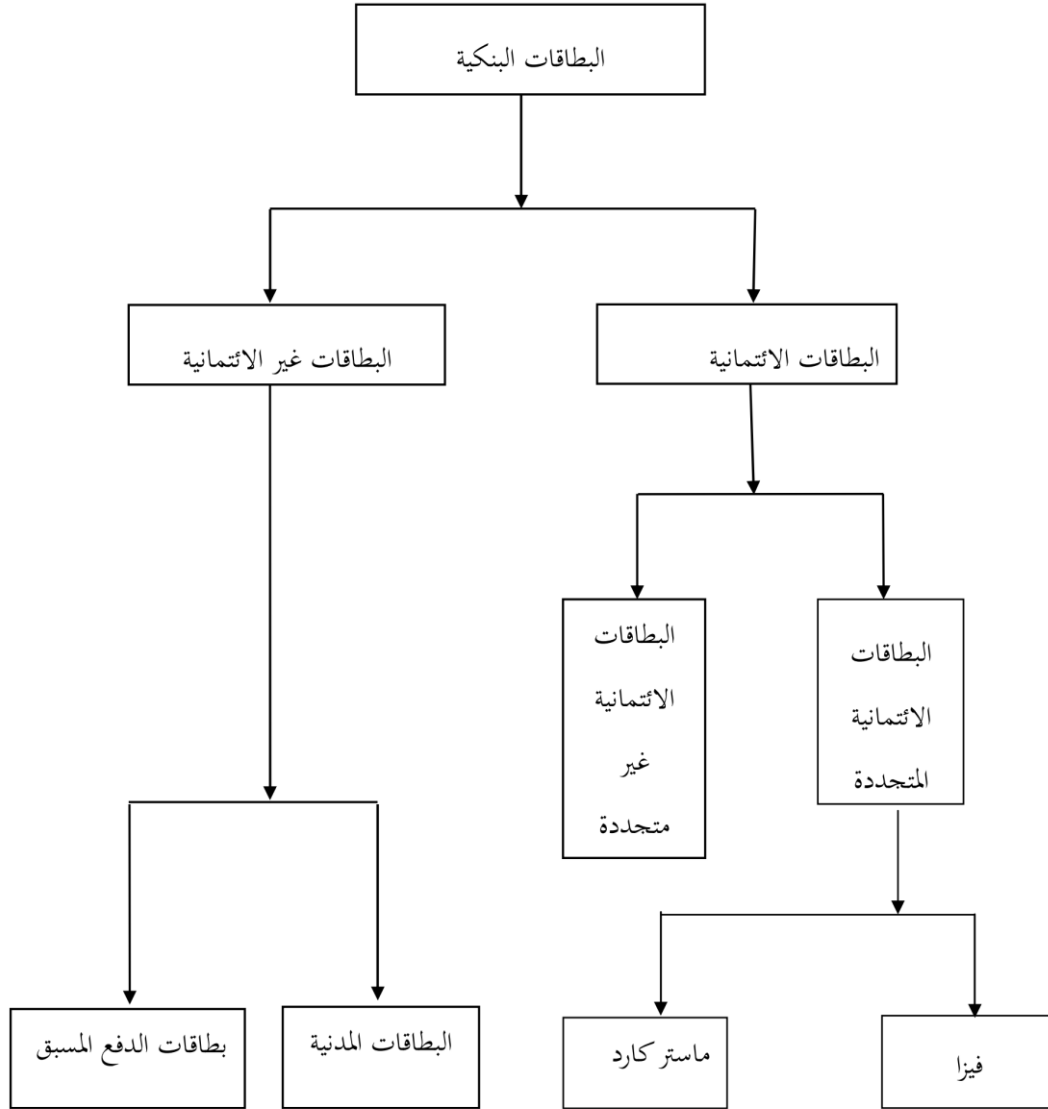 البطاقات البنكية
البطاقات الائتمانية
البطاقات غير الائتمانية
البطاقات
الائتمانية
المتجددة
البطاقات
الائتمانية
غير
متجددة
فيزا
ماستر كارد
البطاقات المدنية
بطاقات الدفع المسبق